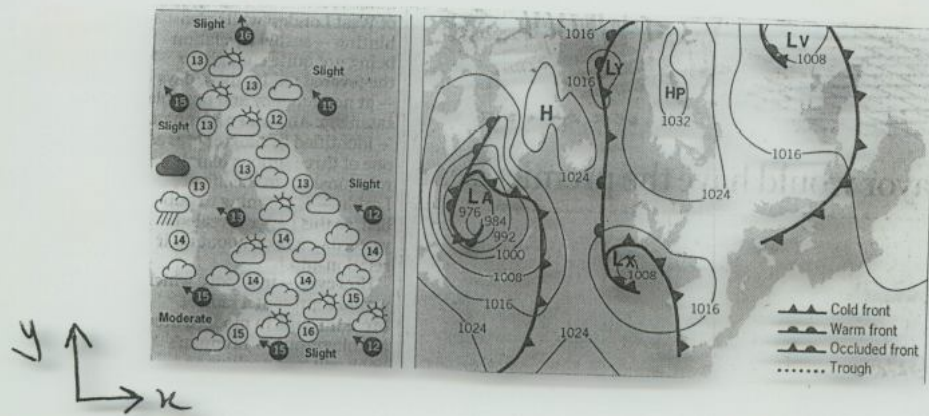 Slight
16
13
13
Slight
15
15
Slight
13
12
13
13
13
Slight
13
12
14
14
14
14
14
15
15
Moderate
15
16
15
Slight
12
1016
Lv
1008
1016
LY
H
HP
1032
1016
1024
1024
LA
976
984
992
1000
1008
Lx
1008
1016
1016
1024
1024
Cold front
Warm front
Occluded front
Trough
y
x